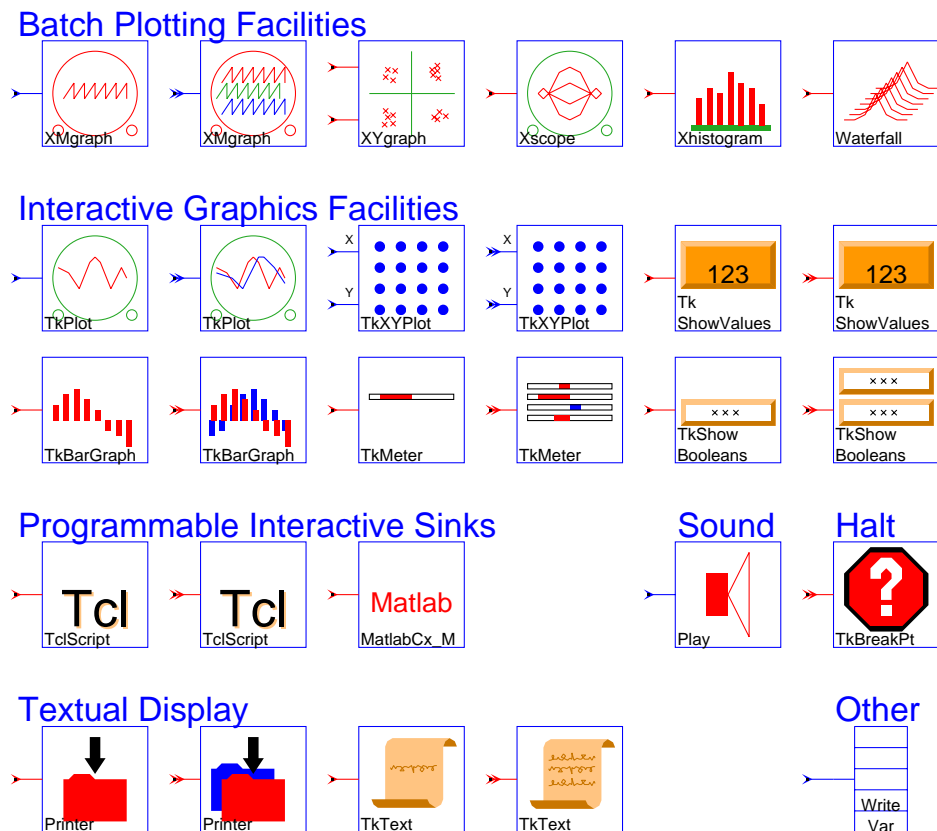 Batch Plotting Facilities
XMgraph
XMgraph
XYgraph
Xscope
Xhistogram
Waterfall
Interactive Graphics Facilities
TkPlot
TkPlot
X
Y
TkXYPlot
X
Y
TkXYPlot
123
Tk
ShowValues
123
Tk
ShowValues
TkBarGraph
TkBarGraph
TkMeter
TkMeter
×××
TkShow
Booleans
×××
×××
TkShow
Booleans
Programmable Interactive Sinks
Sound
Halt
Tcl
TclScript
Tcl
TclScript
Matlab
MatlabCx_M
Play
?
TkBreakPt
Textual Display
Other
Printer
Printer
TkText
TkText
Write
Var